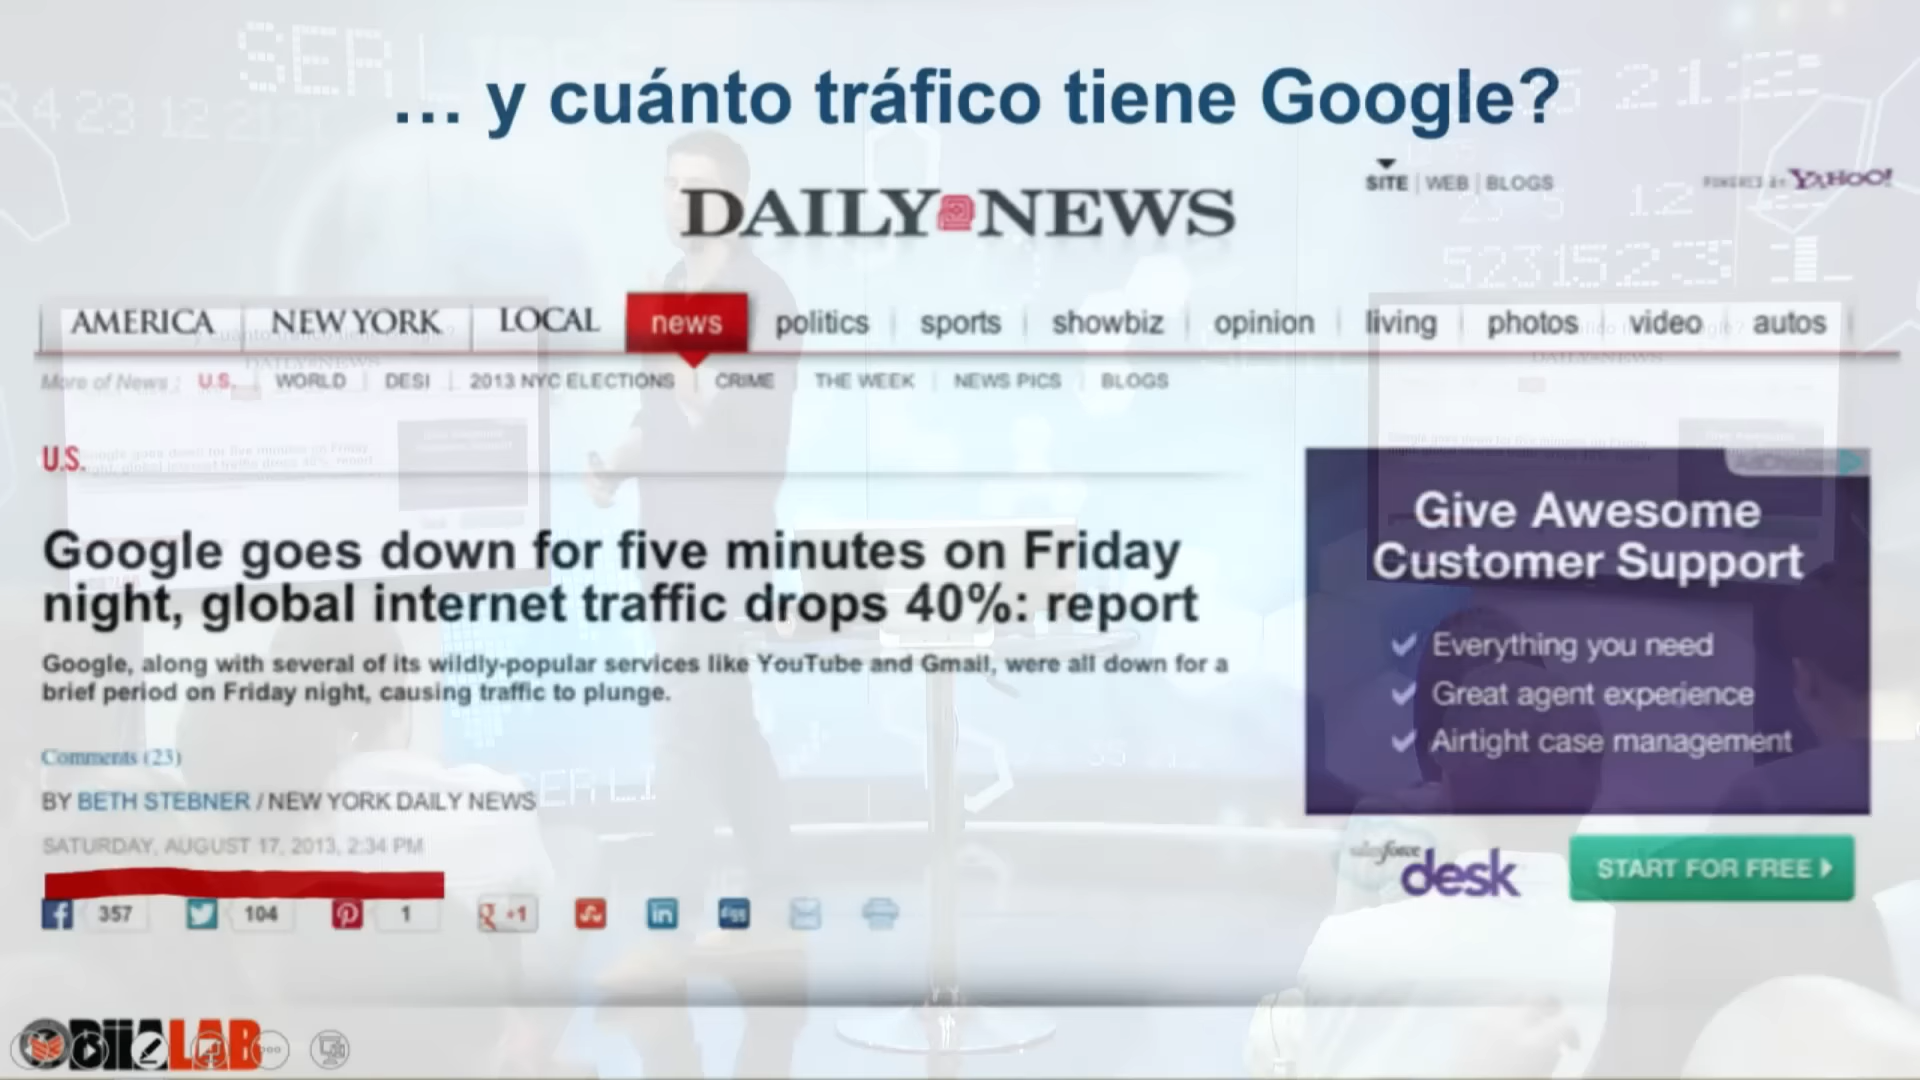 … y cuánto tráfico tiene Google?
DAILY NEWS
SITE | WEB | BLOGS
POWERED BY YAHOO!
AMERICA NEW YORK LOCAL news politics sports showbiz opinion living photos video autos
More of News : U.S. WORLD DESI 2013 NYC ELECTIONS CRIME THE WEEK NEWS PICS BLOGS
U.S.
Google goes down for five minutes on Friday
night, global internet traffic drops 40%: report
Google, along with several of its wildly-popular services like YouTube and Gmail, were all down for a
brief period on Friday night, causing traffic to plunge.
Comments (23)
BY BETH STEBNER / NEW YORK DAILY NEWS
SATURDAY, AUGUST 17, 2013, 2:34 PM
357 104 1 +1
AdChoices
Give Awesome
Customer Support
Everything you need
Great agent experience
Airtight case management
salesforce
desk
START FOR FREE
BiiALAB